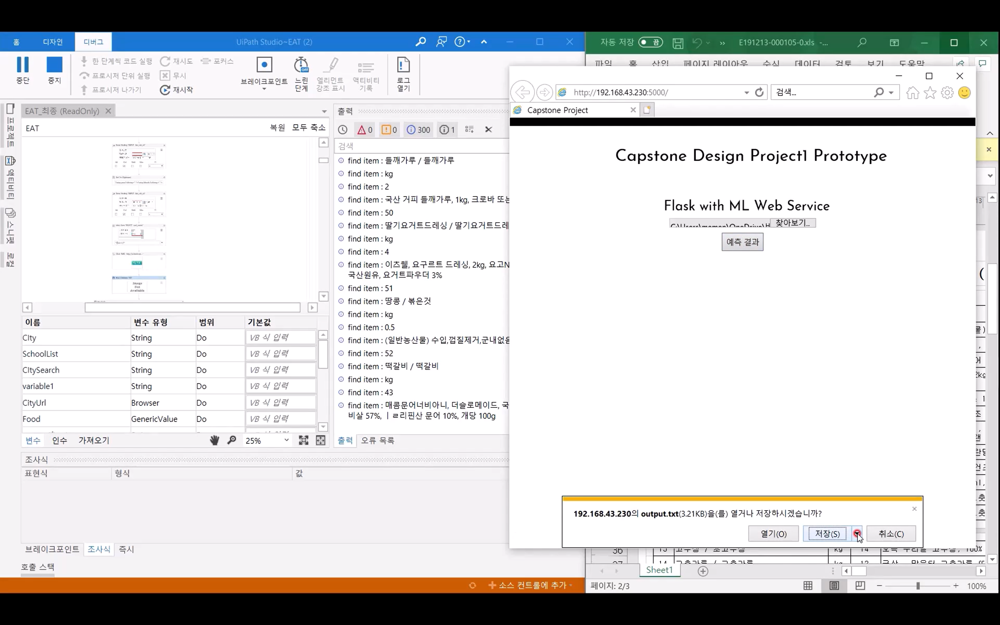 홈 디자인 디버그 UiPath Studio~EAT (2)
중단 중지 한 단계씩 코드 실행 재시도 포커스
프로시저 단위 실행 무시
프로시저 나가기 재시작
브레이크포인트 느린 단계 OFF 엘리먼트 강조 표시 액티비티 기록 로그 열기
프로젝트
액티비티
스니펫
로컬
EAT_최종 (ReadOnly)
EAT 복원 모두 축소
Image
Not
Available
이름 변수 유형 범위 기본값
CIty String Do VB 식 입력
SchoolList String Do VB 식 입력
CItySearch String Do VB 식 입력
variable1 String Do VB 식 입력
CityUrl Browser Do VB 식 입력
Food GenericValue Do VB 식 입력
변수 인수 가져오기 25%
출력
0 0 300 1
검색
find item : 들깨가루 / 들깨가루
find item : kg
find item : 2
find item : 국산 거피 들깨가루, 1kg, 크로바 또는
find item : 50
find item : 딸기요거트드레싱 / 딸기요거트드레
find item : kg
find item : 4
find item : 이츠웰, 요구르트 드레싱, 2kg, 요고N
국산원유, 요거트파우더 3%
find item : 51
find item : 땅콩 / 볶은것
find item : kg
find item : 0.5
find item : (일반농산물) 수입,껍질제거,군내없음
find item : 52
find item : 떡갈비 / 떡갈비
find item : kg
find item : 43
find item : 매콤문어너비아니, 더슬로메이드, 국
비살 57%, ㅣㄹ리핀산 문어 10%, 개당 100g
출력 오류 목록
조사식
표현식 형식 값
브레이크포인트 조사식 즉시
호출 스택
소스 컨트롤에 추가
자동 저장 끔 E191213-000105-0.xls -...
파일 홈 삽입 페이지 레이아웃 수식 데이터 검토 보기 도움말
http://192.168.43.230:5000/ 검색...
Capstone Project
Capstone Design Project1 Prototype
Flask with ML Web Service
C:\Users\memen\OneDrive\ 찾아보기...
예측 결과
192.168.43.230의 output.txt(3.21KB)을(를) 열거나 저장하시겠습니까?
열기(O) 저장(S) 취소(C)
36 13 kg 14 100%
14 고춧가루 / 고춧가루 kg
Sheet1
페이지: 2/3 100%